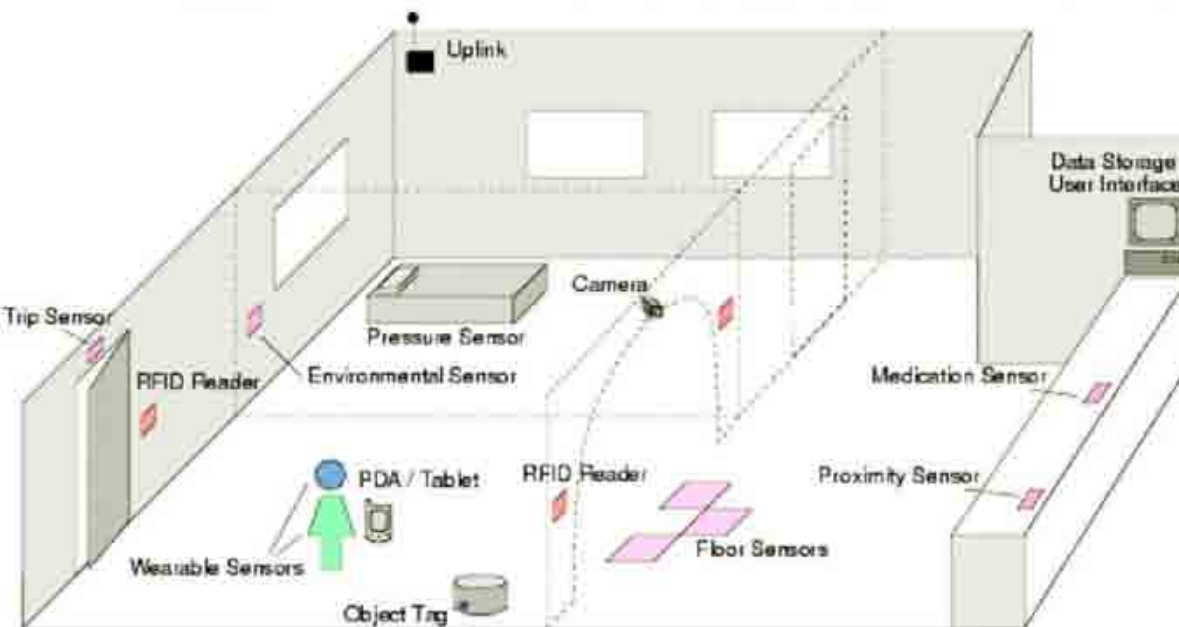 Uplink
Data Storage
User Interface
Camera
Trip Sensor
Pressure Sensor
RFID Reader
Environmental Sensor
Medication Sensor
PDA / Tablet
RFID Reader
Proximity Sensor
Floor Sensors
Wearable Sensors
Object Tag